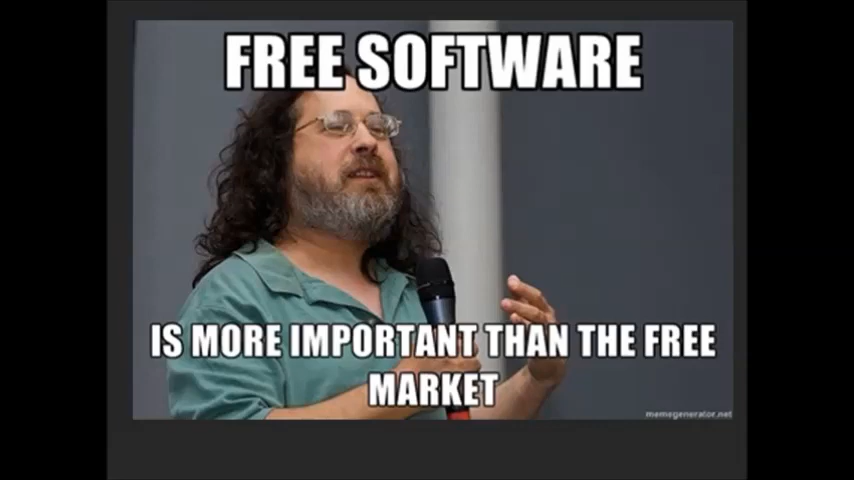 FREE SOFTWARE
IS MORE IMPORTANT THAN THE FREE
MARKET
memegenerator.net